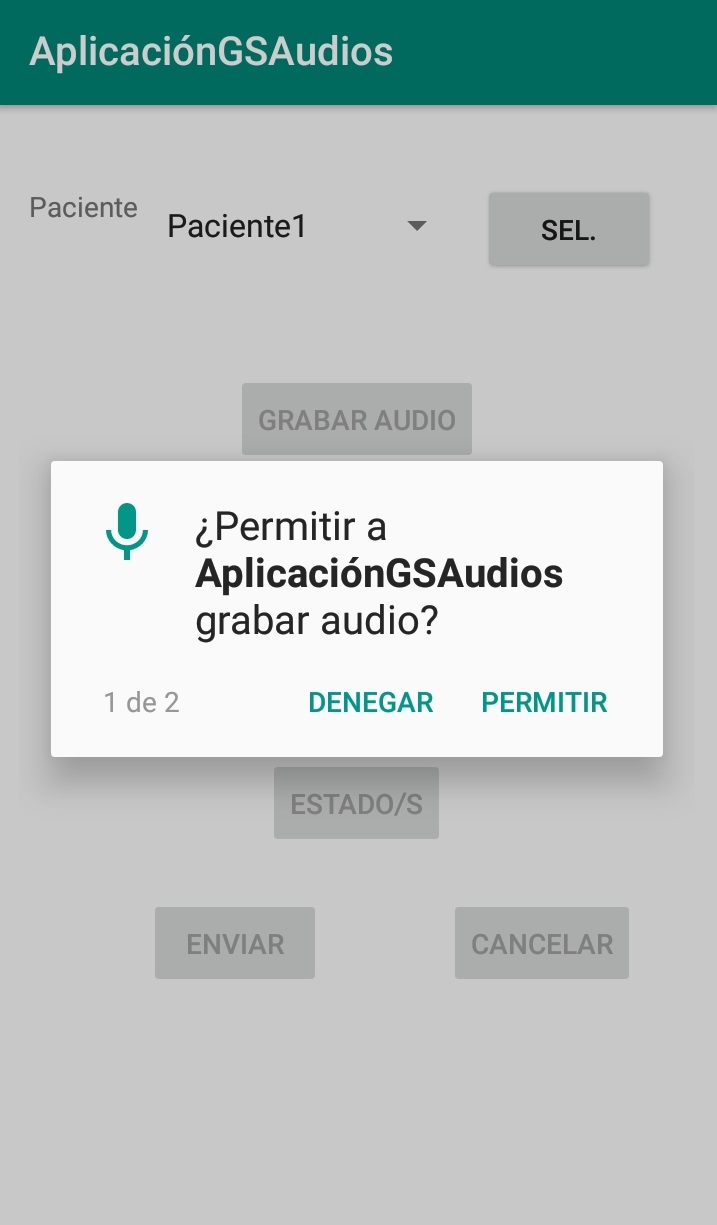 AplicaciónGSAudios
Paciente
Paciente1
SEL.
GRABAR AUDIO
¿Permitir a
AplicaciónGSAudios
grabar audio?
1 de 2
DENEGAR
PERMITIR
ESTADO/S
ENVIAR
CANCELAR